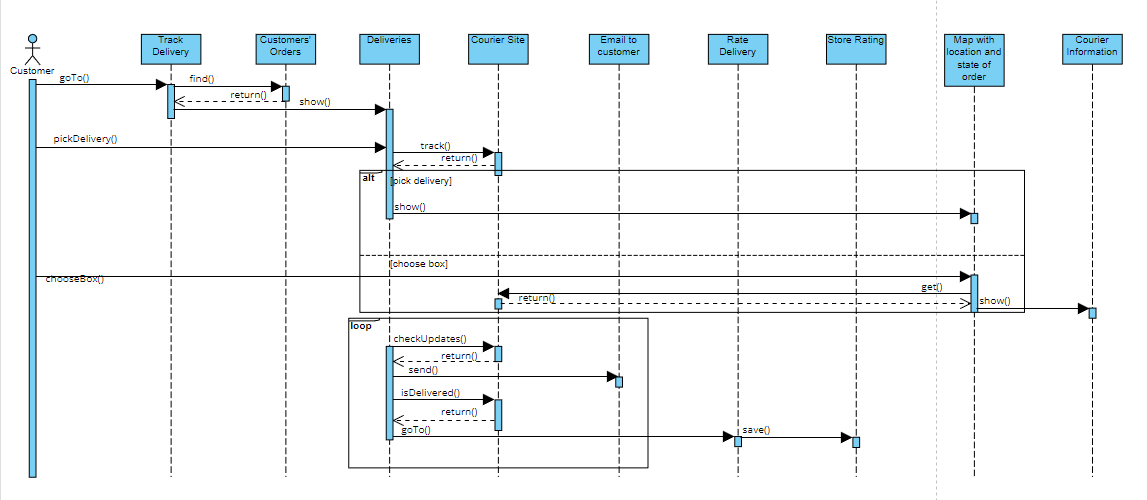 Track
Delivery
Customers'
Orders
Deliveries
Courier Site
Email to
customer
Rate
Delivery
Store Rating
Map with
location and
state of
order
Courier
Information
Customer
goTo()
find()
return()
show()
pickDelivery()
track()
return()
alt
[pick delivery]
show()
[choose box]
chooseBox()
get()
return()
show()
loop
checkUpdates()
return()
send()
isDelivered()
return()
goTo()
save()